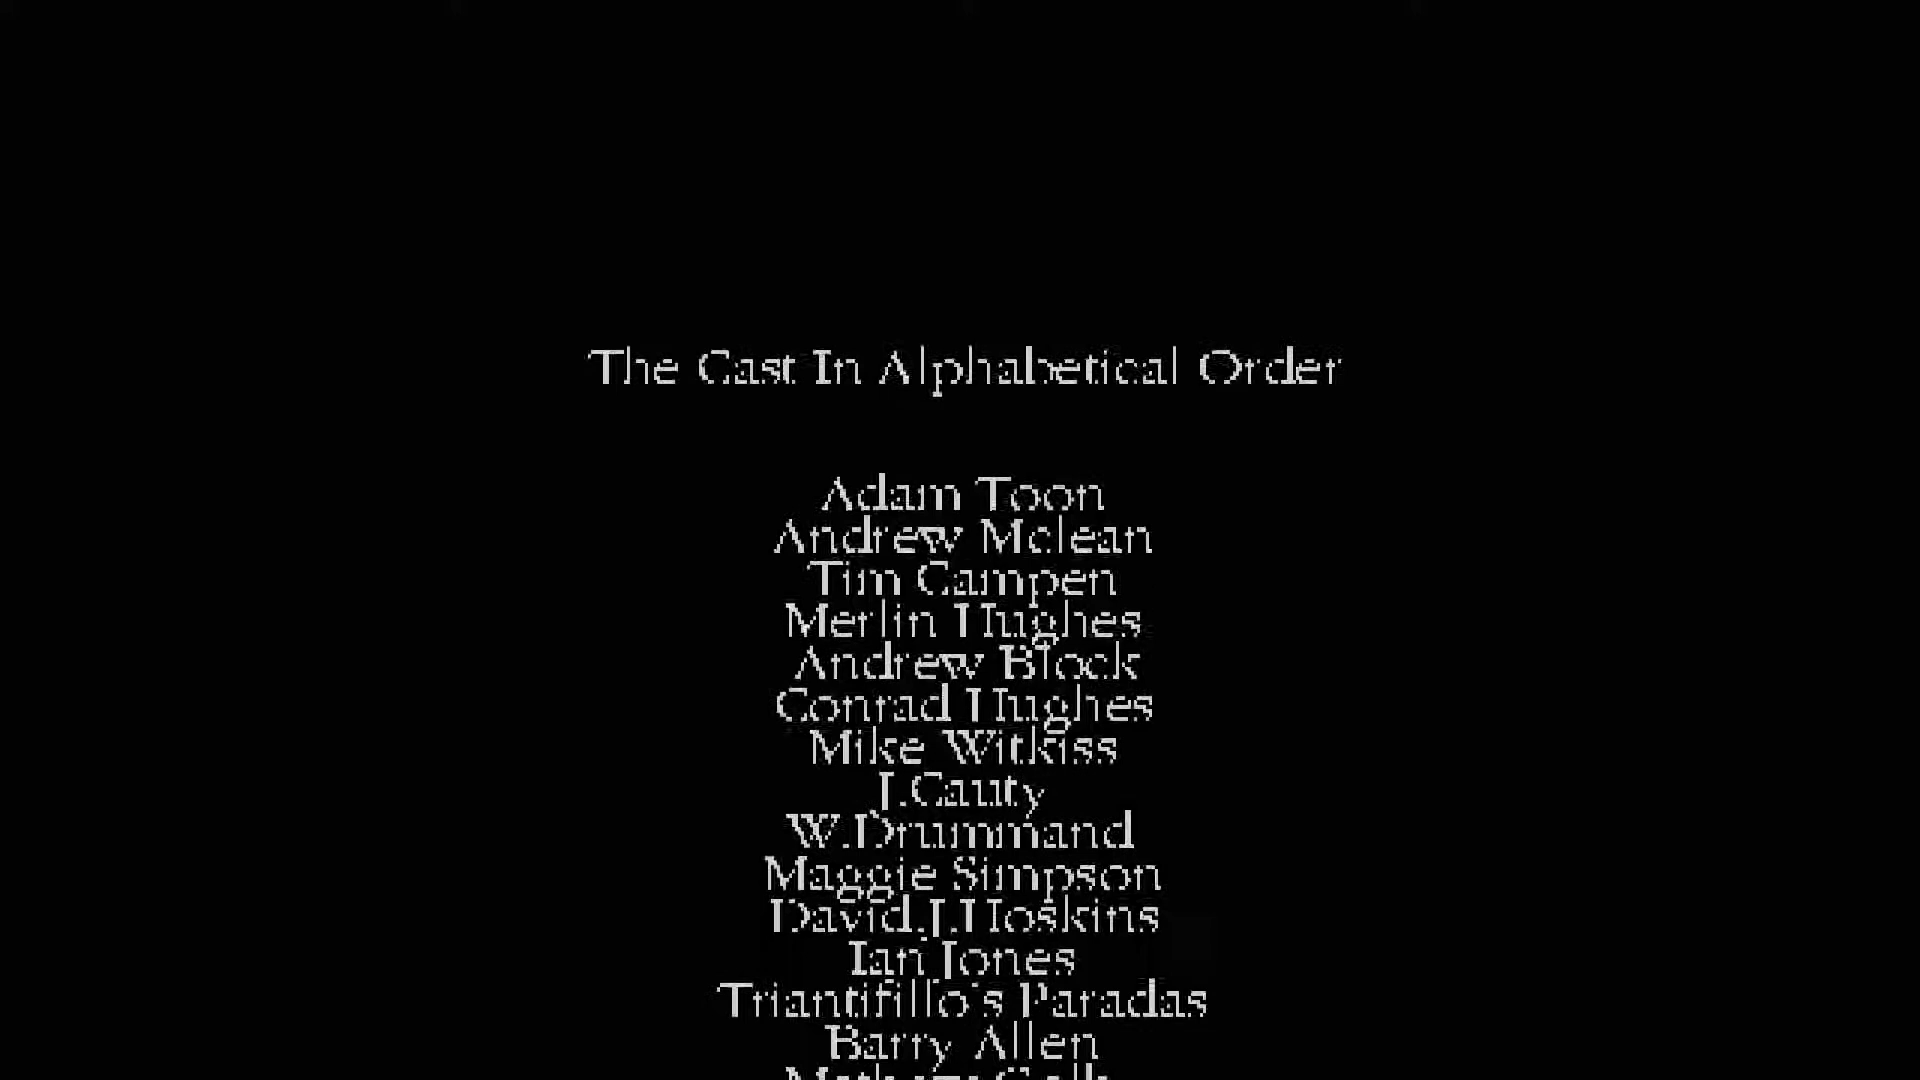 The Cast In Alphabetical Order
Adam Toon
Andrew Mclean
Tim Campen
Merlin Hughes
Andrew Block
Conrad Hughes
Mike Witkiss
J.Cauty
W.Drummand
Maggie Simpson
David.J.Hoskins
Ian Jones
Triantifillo's Paradas
Barry Allen